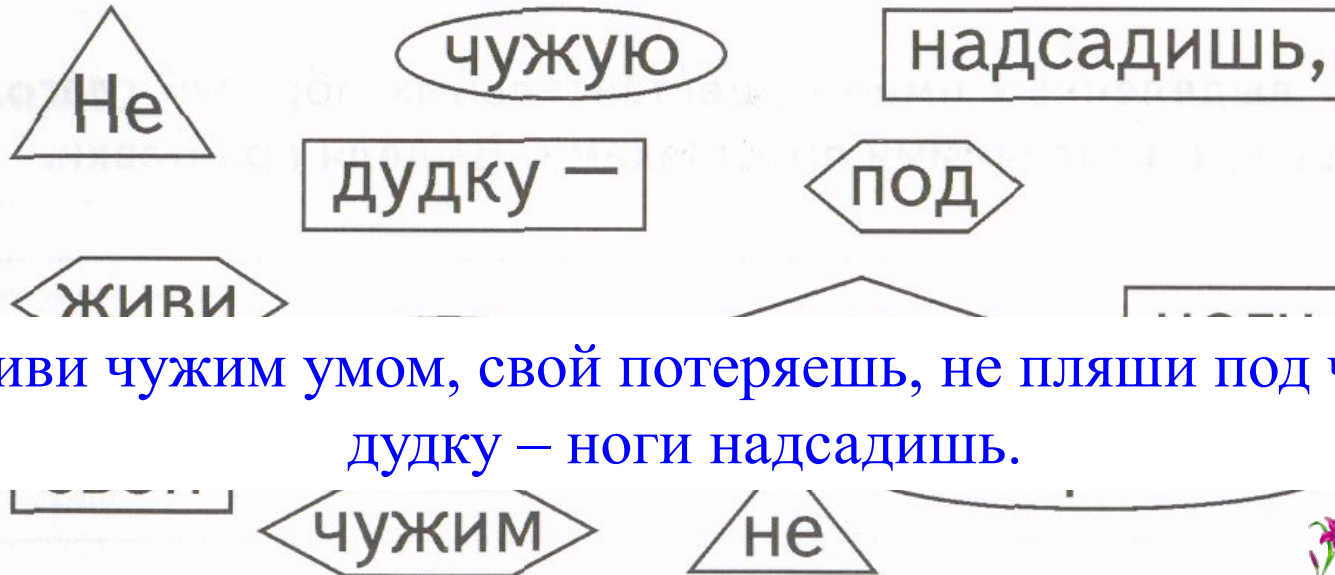 Не чужую надсадишь,
дудку — под
живи
иви чужим умом, свой потеряешь, не пляши под ч
дудку – ноги надсадишь.
чужим не